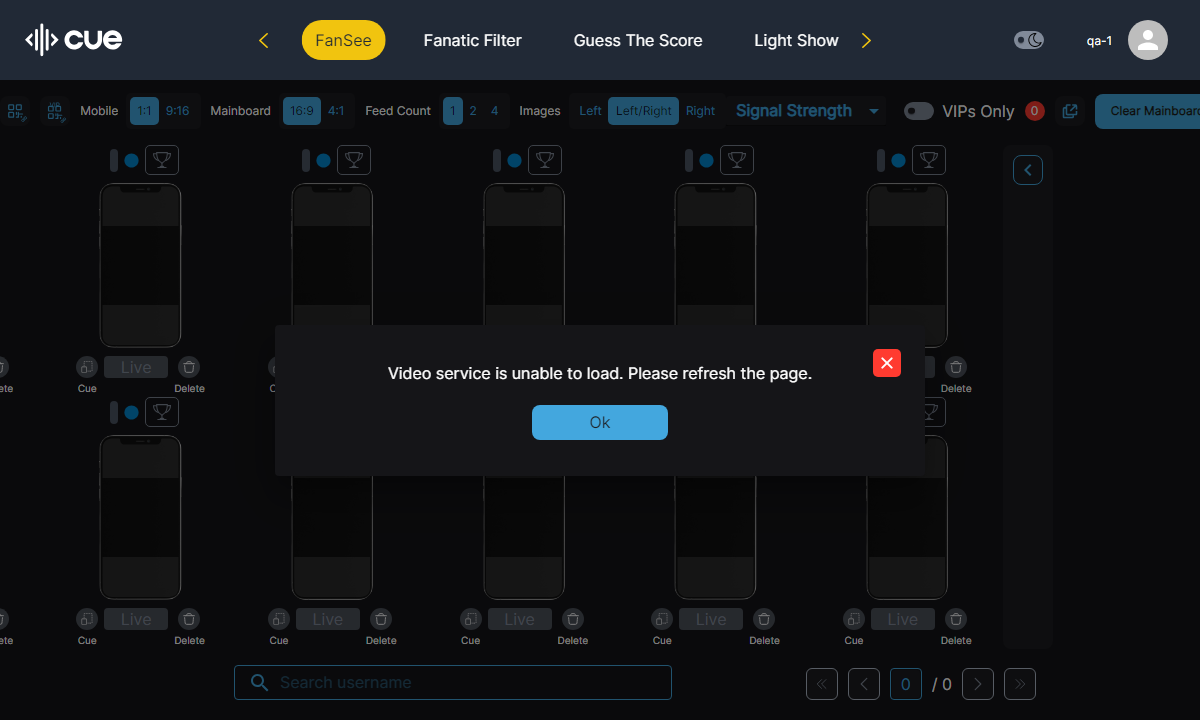 cue
FanSee
Fanatic Filter
Guess The Score
Light Show
qa-1
Mobile 1:1 9:16 Mainboard 16:9 4:1 Feed Count 1 2 4 Images Left Left/Right Right Signal Strength VIPs Only 0 Clear Mainboard
Live
ete Cue Delete Delete
Video service is unable to load. Please refresh the page.
Ok
Live Live Live Live Live
ete Cue Delete Cue Delete Cue Delete Cue Delete Cue Delete
Search username
0 / 0